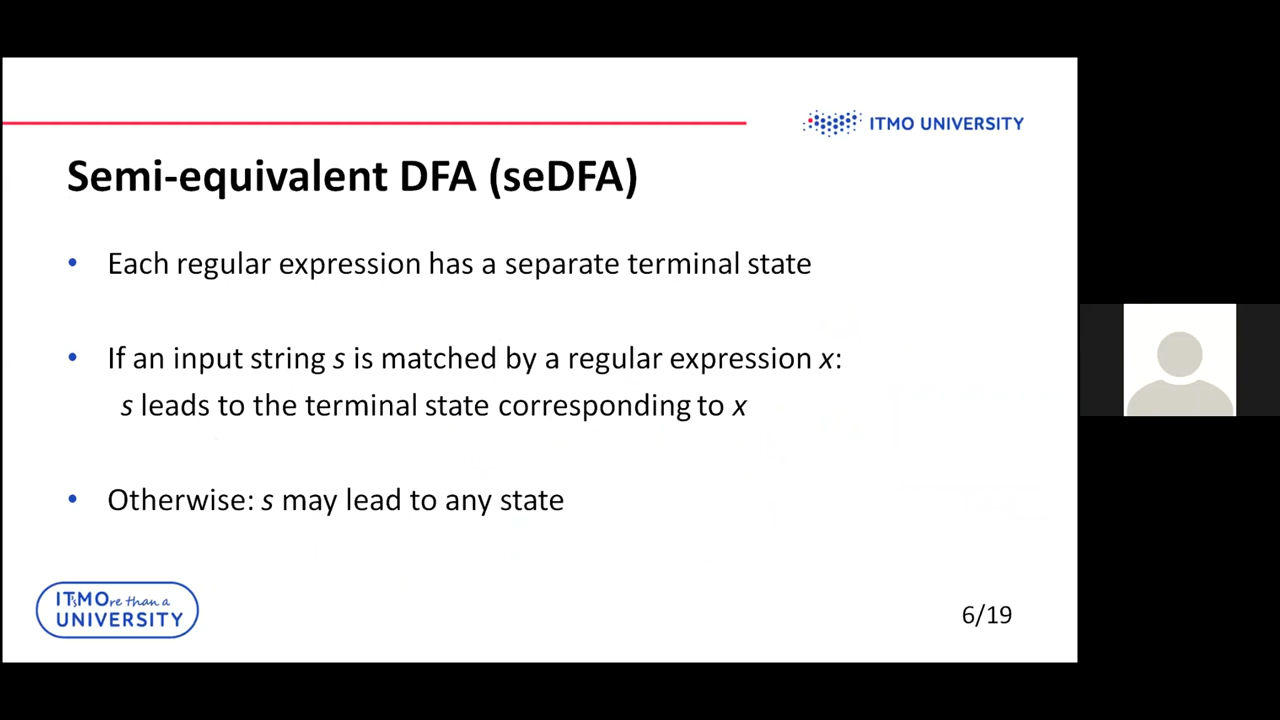 ITMO UNIVERSITY
Semi-equivalent DFA (seDFA)
• Each regular expression has a separate terminal state
• If an input string s is matched by a regular expression x:
s leads to the terminal state corresponding to x
• Otherwise: s may lead to any state
IT'sMOre than a
UNIVERSITY
6/19